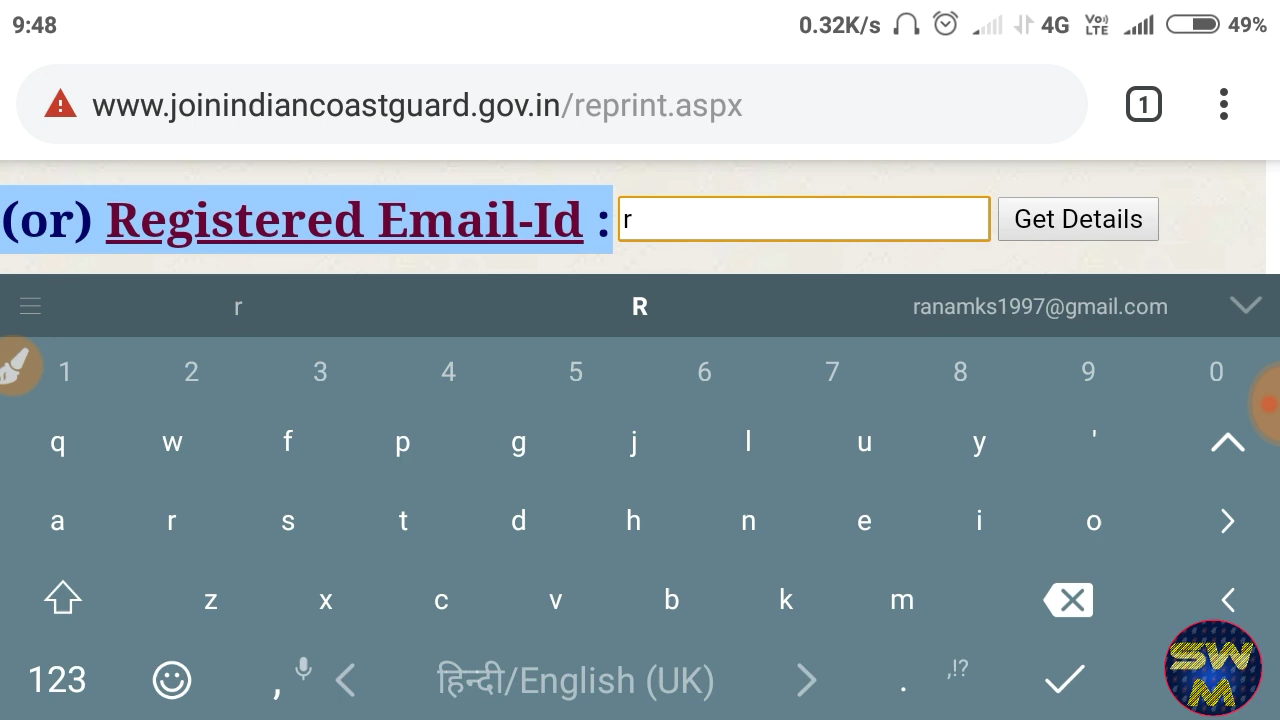 9:48 0.32K/s 4G Vo) LTE 49%
www.joinindiancoastguard.gov.in/reprint.aspx 1
(or) Registered Email-Id : r Get Details
r R ranamks1997@gmail.com
1 2 3 4 5 6 7 8 9 0
q w f p g j l u y '
a r s t d h n e i o
z x c v b k m
123 , हिन्दी/English (UK) . ,!?
SWM